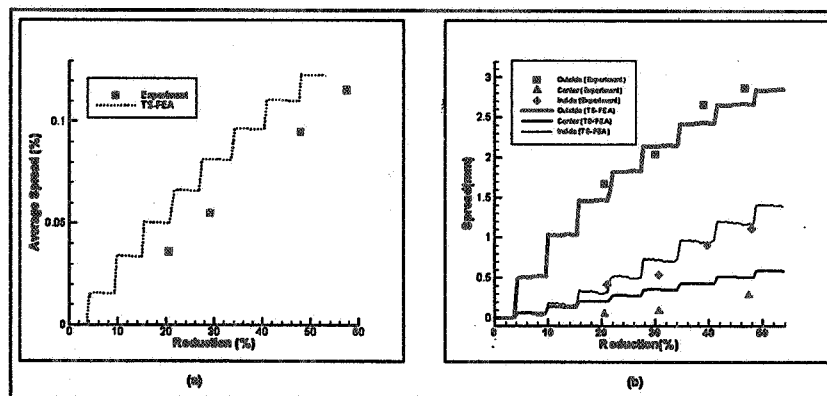 0.1
0.05
0
Average Spread (%)
Experiment
TS-FEA
0 10 20 30 40 50 60
Reduction (%)
(a)
3
2.5
2
1.5
1
0.5
0
Spread(mm)
Outside (Experiment)
Center (Experiment)
Inside (Experiment)
Outside (TS-FEA)
Center (TS-FEA)
Inside (TS-FEA)
10 20 30 40 50
Reduction(%)
(b)